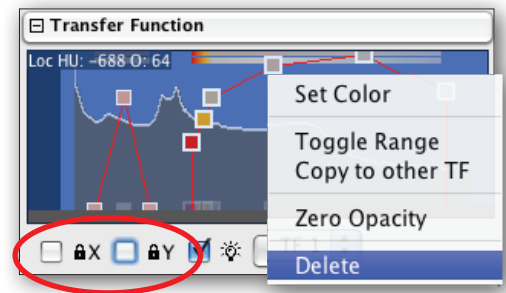 Transfer Function
Loc HU: -688 O: 64
Set Color
Toggle Range
Copy to other TF
Zero Opacity
Delete
X Y TF 1